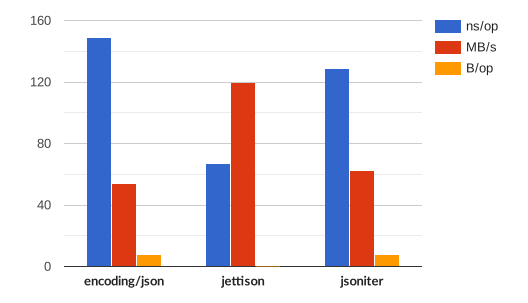 160
120
80
40
0
encoding/json
jettison
jsoniter
ns/op
MB/s
B/op